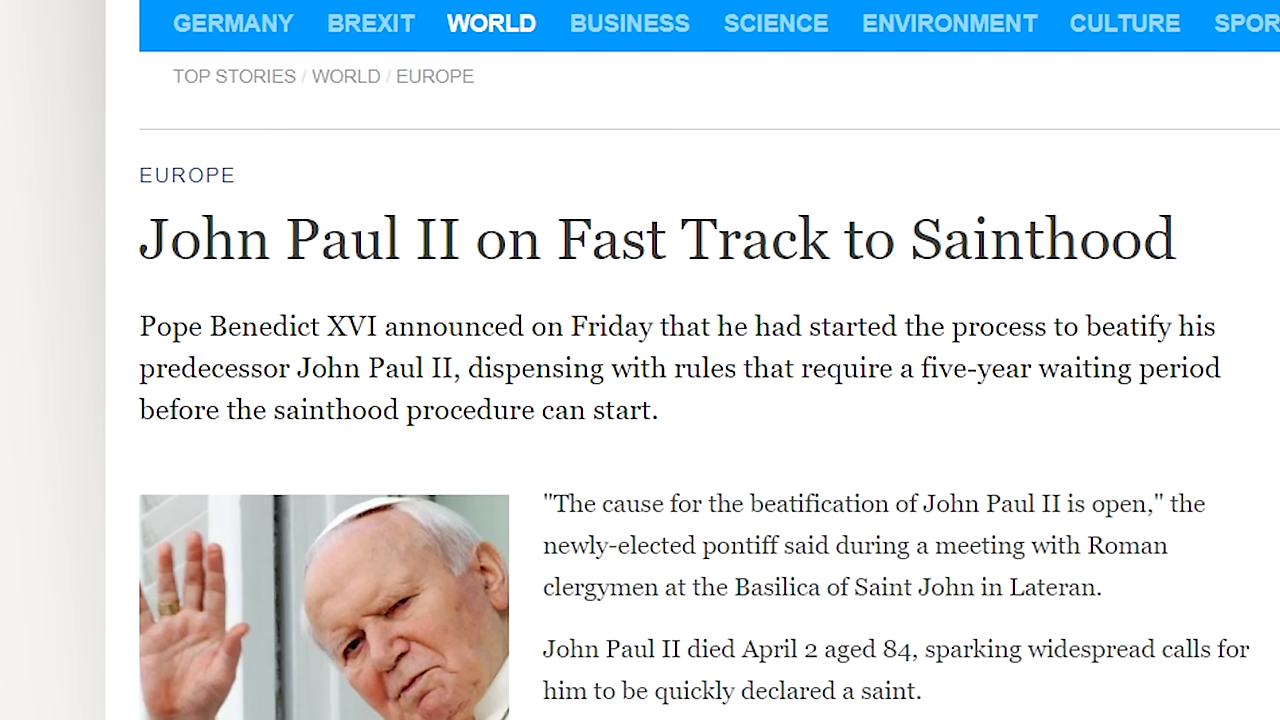 GERMANY BREXIT WORLD BUSINESS SCIENCE ENVIRONMENT CULTURE SPOR
TOP STORIES / WORLD / EUROPE
EUROPE
John Paul II on Fast Track to Sainthood
Pope Benedict XVI announced on Friday that he had started the process to beatify his
predecessor John Paul II, dispensing with rules that require a five-year waiting period
before the sainthood procedure can start.
"The cause for the beatification of John Paul II is open," the
newly-elected pontiff said during a meeting with Roman
clergymen at the Basilica of Saint John in Lateran.
John Paul II died April 2 aged 84, sparking widespread calls for
him to be quickly declared a saint.